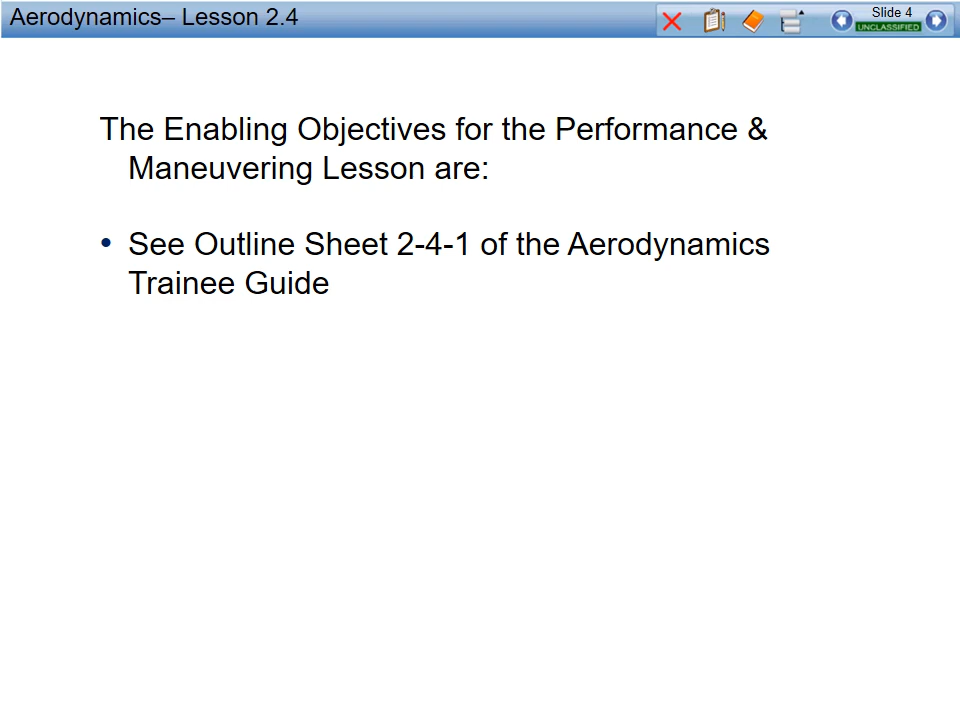 Aerodynamics– Lesson 2.4
Slide 4
UNCLASSIFIED
The Enabling Objectives for the Performance &
Maneuvering Lesson are:
• See Outline Sheet 2-4-1 of the Aerodynamics
Trainee Guide